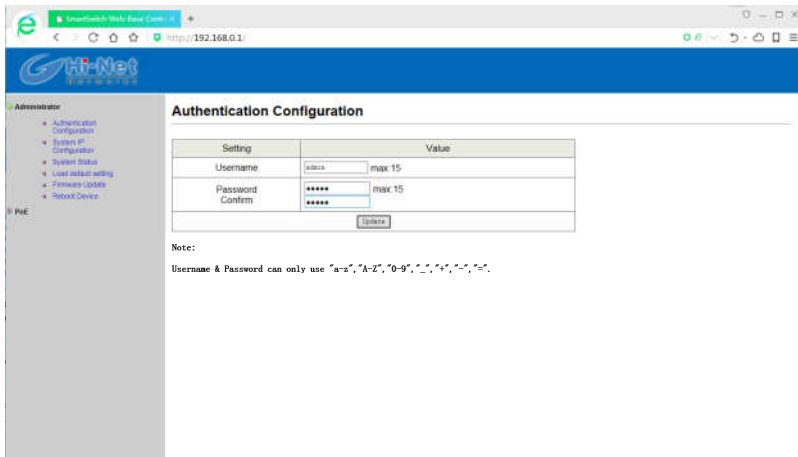 SmartSwitch Web-Base Conf
http://192.168.0.1/
Hi-Net
Administrator
Authentication
Configuration
System IP
Configuration
System Status
Load default setting
Firmware Update
Reboot Device
PoE
Authentication Configuration
Setting Value
Username admin max:15
Password ••••• max:15
Confirm •••••
Update
Note:
Username & Password can only use "a-z","A-Z","0-9","_","+","-","=".